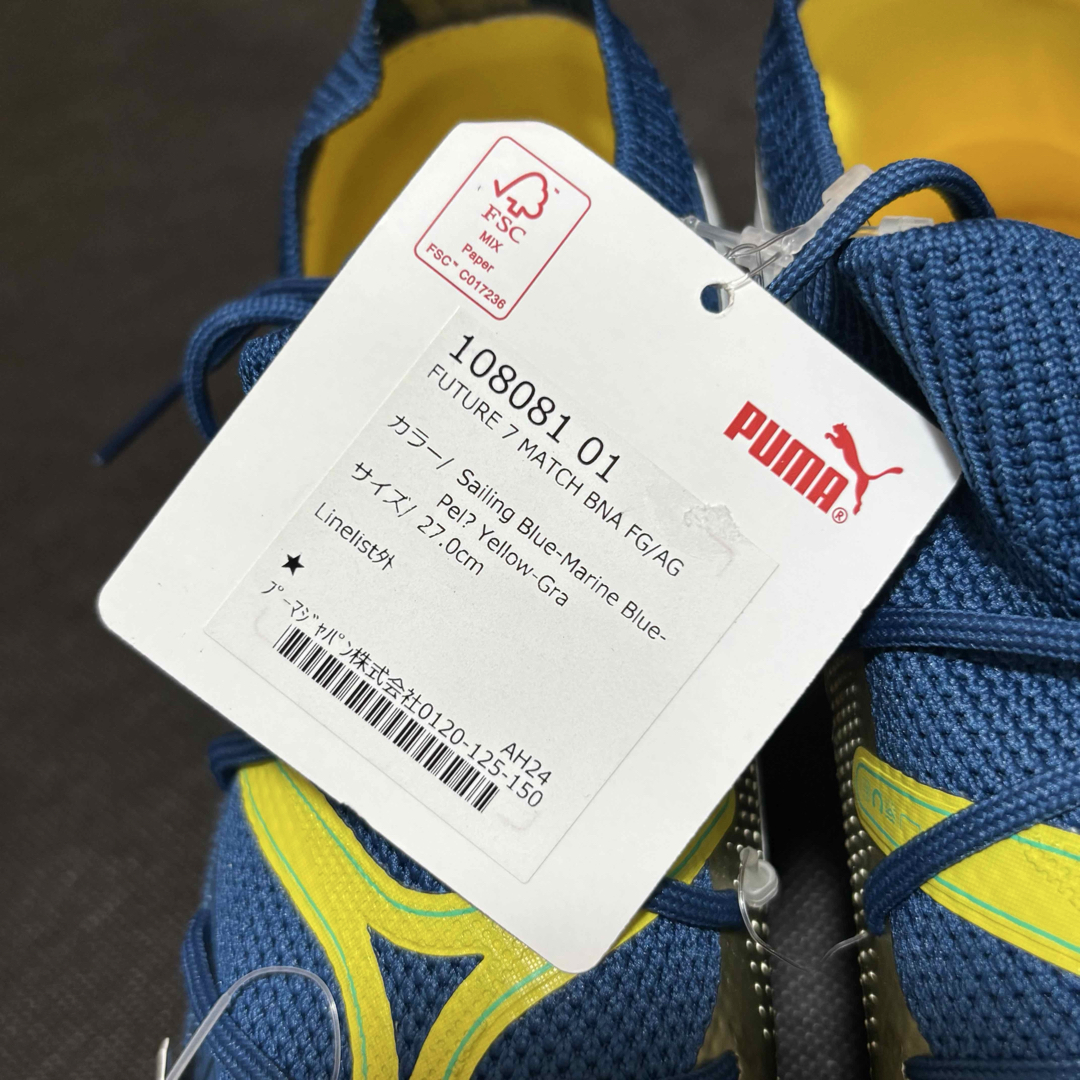 FSC
MIX
Paper
FSC™ C017236
PUMA®
108081 01
FUTURE 7 MATCH BNA FG/AG
カラー/ Sailing Blue-Marine Blue-
Pel? Yellow-Gra
サイズ/ 27.0cm
Linelist外
★
AH24
プーマジャパン株式会社0120-125-150